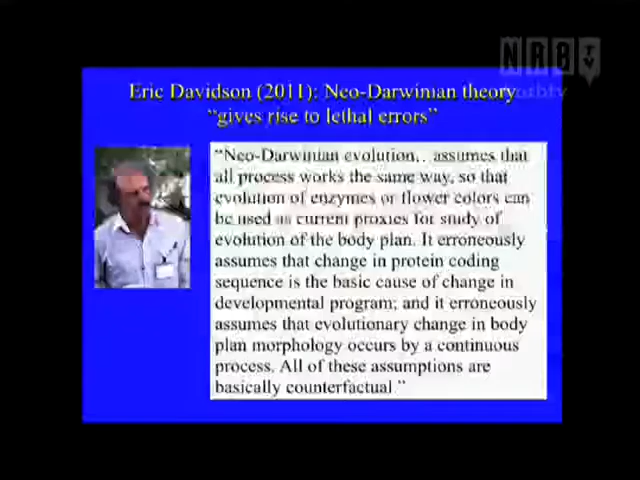 NRB TV
nrbtv
Eric Davidson (2011): Neo-Darwinian theory
"gives rise to lethal errors"
"Neo-Darwinian evolution... assumes that
all process works the same way, so that
evolution of enzymes or flower colors can
be used as current proxies for study of
evolution of the body plan. It erroneously
assumes that change in protein coding
sequence is the basic cause of change in
developmental program; and it erroneously
assumes that evolutionary change in body
plan morphology occurs by a continuous
process. All of these assumptions are
basically counterfactual."